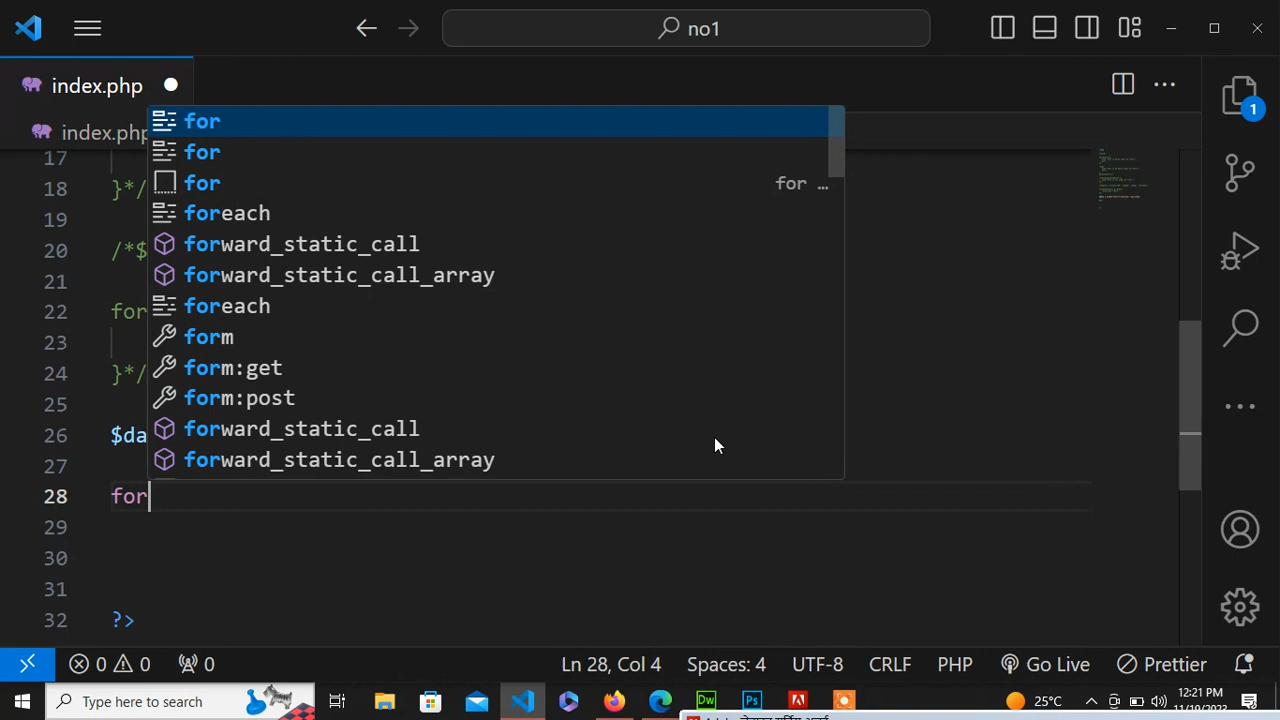 no1
index.php
index.php
for
for
for for …
foreach
forward_static_call
forward_static_call_array
foreach
form
form:get
form:post
forward_static_call
forward_static_call_array
17
18 }*/
19
20 /*$
21
22 for
23
24 }*/
25
26 $da
27
28 for
29
30
31
32 ?>
1
0 0 0 Ln 28, Col 4 Spaces: 4 UTF-8 CRLF PHP Go Live Prettier
Type here to search Dw Ps 25°C 12:21 PM